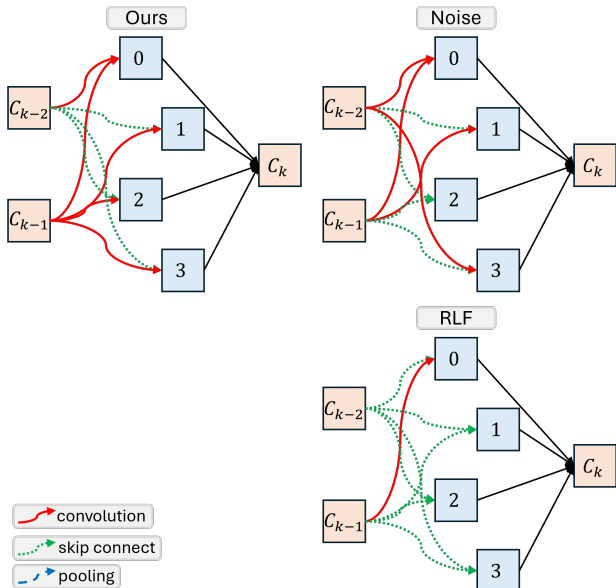 Ours
0
C_{k-2}
1
C_k
2
C_{k-1}
3
Noise
0
C_{k-2}
1
C_k
2
C_{k-1}
3
RLF
0
C_{k-2}
1
C_k
2
C_{k-1}
3
convolution
skip connect
pooling